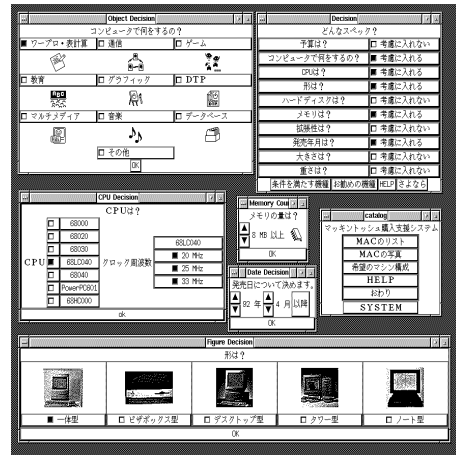 Object Decision
コンピュータで何をするの？
ワープロ・表計算 通信 ゲーム
教育 グラフィック DTP
マルチメディア 音楽 データベース
その他
OK
Decision
どんなスペック？
予算は？ 考慮に入れない
コンピュータで何をするの？ 考慮に入れる
CPUは？ 考慮に入れる
形は？ 考慮に入れる
ハードディスクは？ 考慮に入れない
メモリは？ 考慮に入れる
拡張性は？ 考慮に入れない
発売年月は？ 考慮に入れる
大きさは？ 考慮に入れない
重さは？ 考慮に入れない
条件を満たす機種 お勧めの機種 HELP さよなら
CPU Decision
CPUは？
68000
68020
68030
CPU 68LC040
68040
PowerPC601
68HC000
クロック周波数
68LC040
20 MHz
25 MHz
33 MHz
ok
Memory Cou
メモリの量は？
8 MB 以上
OK
Date Decision
発売日について決めます。
92 年 4 月 以降
OK
catalog
マッキントッシュ購入支援システム
MACのリスト
MACの写真
希望のマシン構成
HELP
おわり
SYSTEM
Figure Decision
形は？
一体型 ピザボックス型 デスクトップ型 タワー型 ノート型
OK